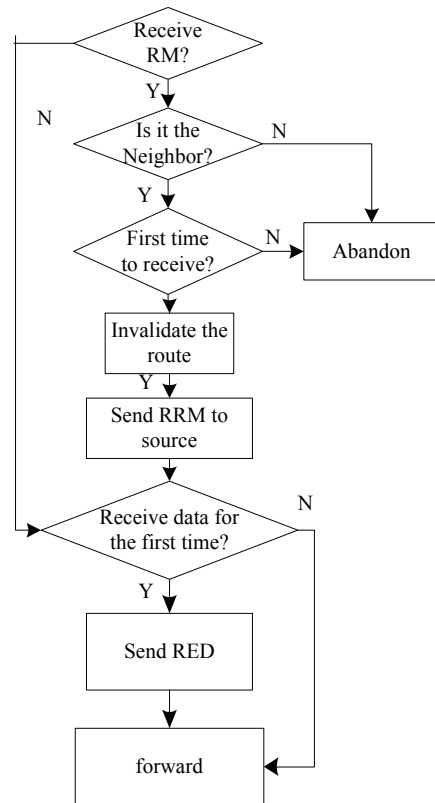 Receive
RM?
Y
N
Is it the
Neighbor?
N
Y
First time
to receive?
N
Abandon
Invalidate the
route
Y
Send RRM to
source
N
Receive data for
the first time?
Y
Send RED
forward